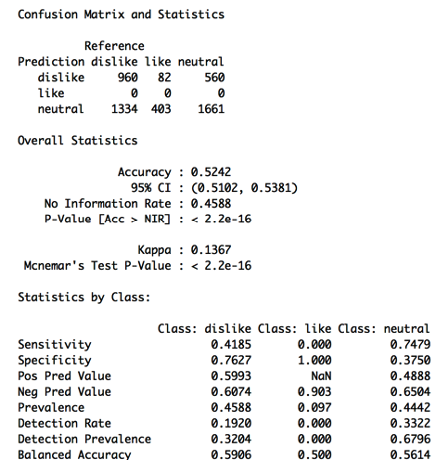 Confusion Matrix and Statistics
Reference
Prediction dislike like neutral
dislike 960 82 560
like 0 0 0
neutral 1334 403 1661
Overall Statistics
Accuracy : 0.5242
95% CI : (0.5102, 0.5381)
No Information Rate : 0.4588
P-Value [Acc > NIR] : < 2.2e-16
Kappa : 0.1367
Mcnemar's Test P-Value : < 2.2e-16
Statistics by Class:
Class: dislike Class: like Class: neutral
Sensitivity 0.4185 0.000 0.7479
Specificity 0.7627 1.000 0.3750
Pos Pred Value 0.5993 NaN 0.4888
Neg Pred Value 0.6074 0.903 0.6504
Prevalence 0.4588 0.097 0.4442
Detection Rate 0.1920 0.000 0.3322
Detection Prevalence 0.3204 0.000 0.6796
Balanced Accuracy 0.5906 0.500 0.5614